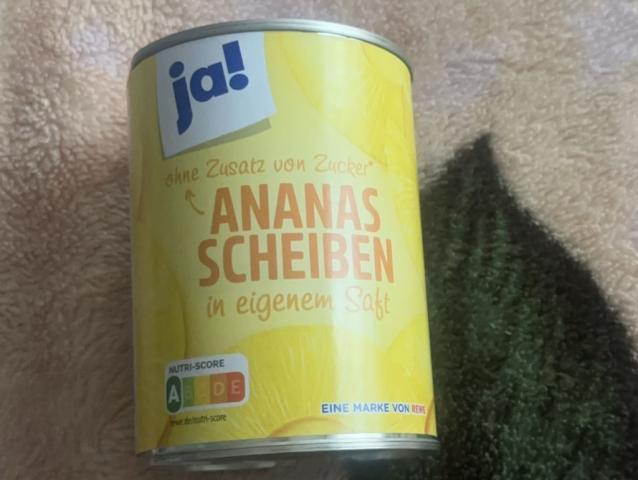 ja!
ohne Zusatz von Zucker*
ANANAS
SCHEIBEN
in eigenem Saft
NUTRI-SCORE
A B C D E
EINE MARKE VON REWE